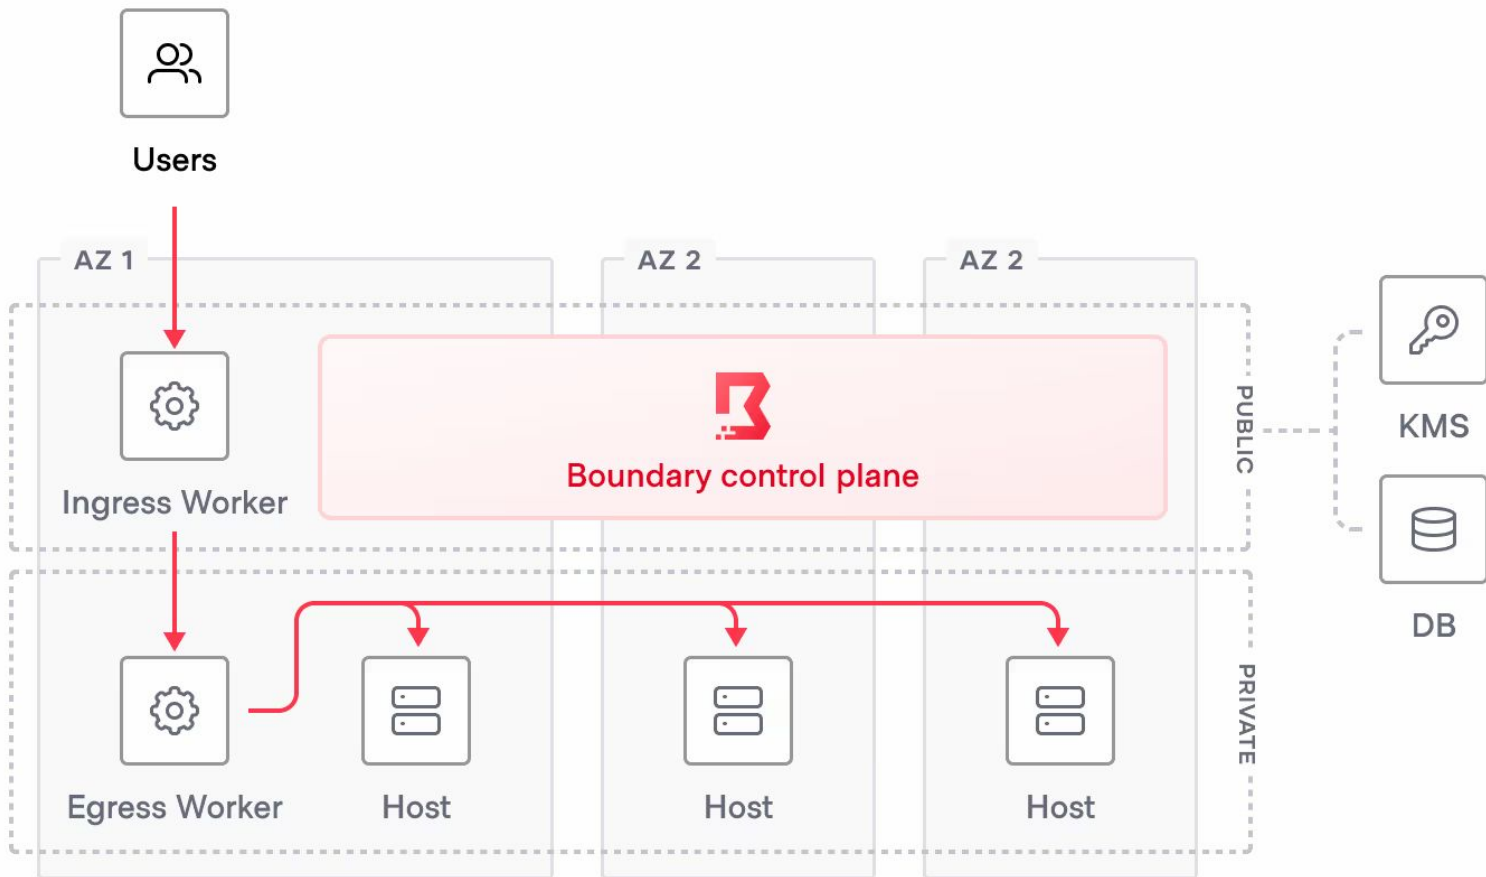 Users
AZ 1
AZ 2
AZ 2
Ingress Worker
Boundary control plane
PUBLIC
KMS
DB
Egress Worker
Host
Host
Host
PRIVATE